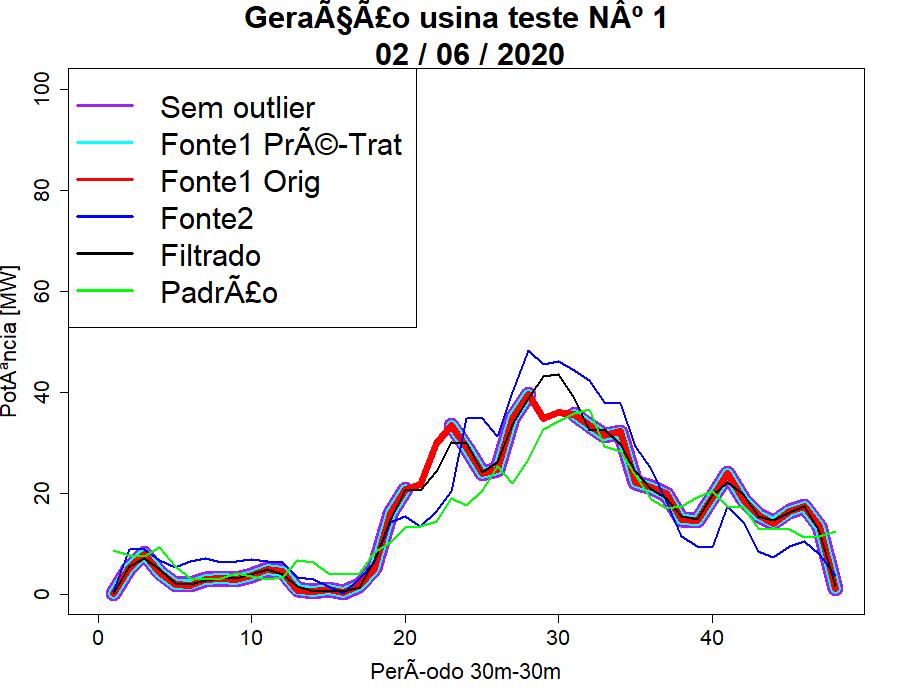 GeraÃ§Ã£o usina teste NÂº 1
02 / 06 / 2020
Sem outlier
Fonte1 PrÃ©-Trat
Fonte1 Orig
Fonte2
Filtrado
PadrÃ£o
PotÃªncia [MW]
100
80
60
40
20
0
0 10 20 30 40
PerÃ-odo 30m-30m